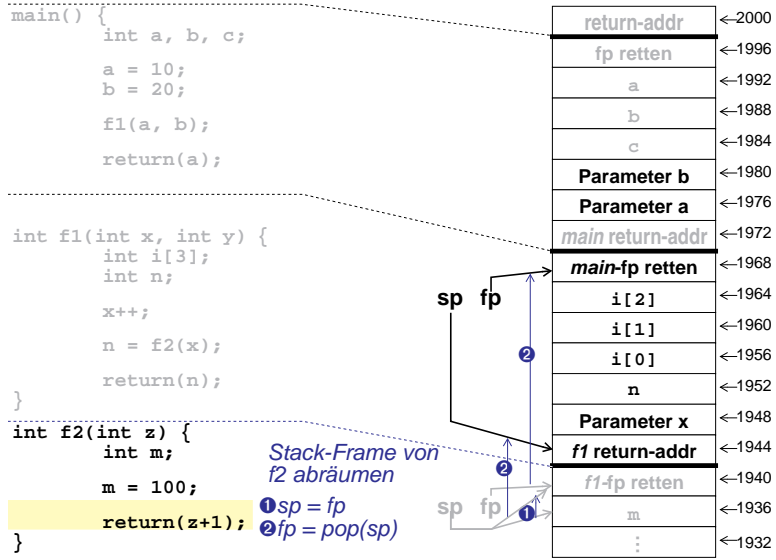 main() {
int a, b, c;
a = 10;
b = 20;
f1(a, b);
return(a);
int f1(int x, int y) {
int i[3];
int n;
x++;
n = f2(x);
return(n);
}
int f2(int z) {
int m;
m = 100;
return(z+1);
}
Stack-Frame von
f2 abräumen
❶ sp = fp
❷ fp = pop(sp)
sp fp
❷
❷
sp fp
❶
return-addr ←2000
fp retten ←1996
a ←1992
b ←1988
c ←1984
Parameter b ←1980
Parameter a ←1976
main return-addr ←1972
main-fp retten ←1968
i[2] ←1964
i[1] ←1960
i[0] ←1956
n ←1952
Parameter x ←1948
f1 return-addr ←1944
f1-fp retten ←1940
m ←1936
⋮ ←1932